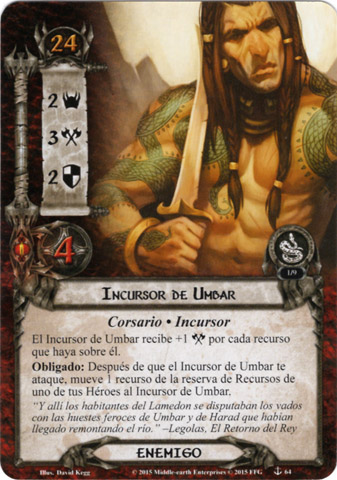 24
2
3
2
4
1/9
Incursor de Umbar
Corsario • Incursor
El Incursor de Umbar recibe +1 por cada recurso
que haya sobre él.
Obligado: Después de que el Incursor de Umbar te
ataque, mueve 1 recurso de la reserva de Recursos de
uno de tus Héroes al Incursor de Umbar.
“Y allí los habitantes del Lamedon se disputaban los vados
con las huestes feroces de Umbar y de Harad que habían
llegado remontando el río.” –Legolas, El Retorno del Rey
ENEMIGO
Illus. David Kegg © 2015 Middle-earth Enterprises © 2015 FFG 64